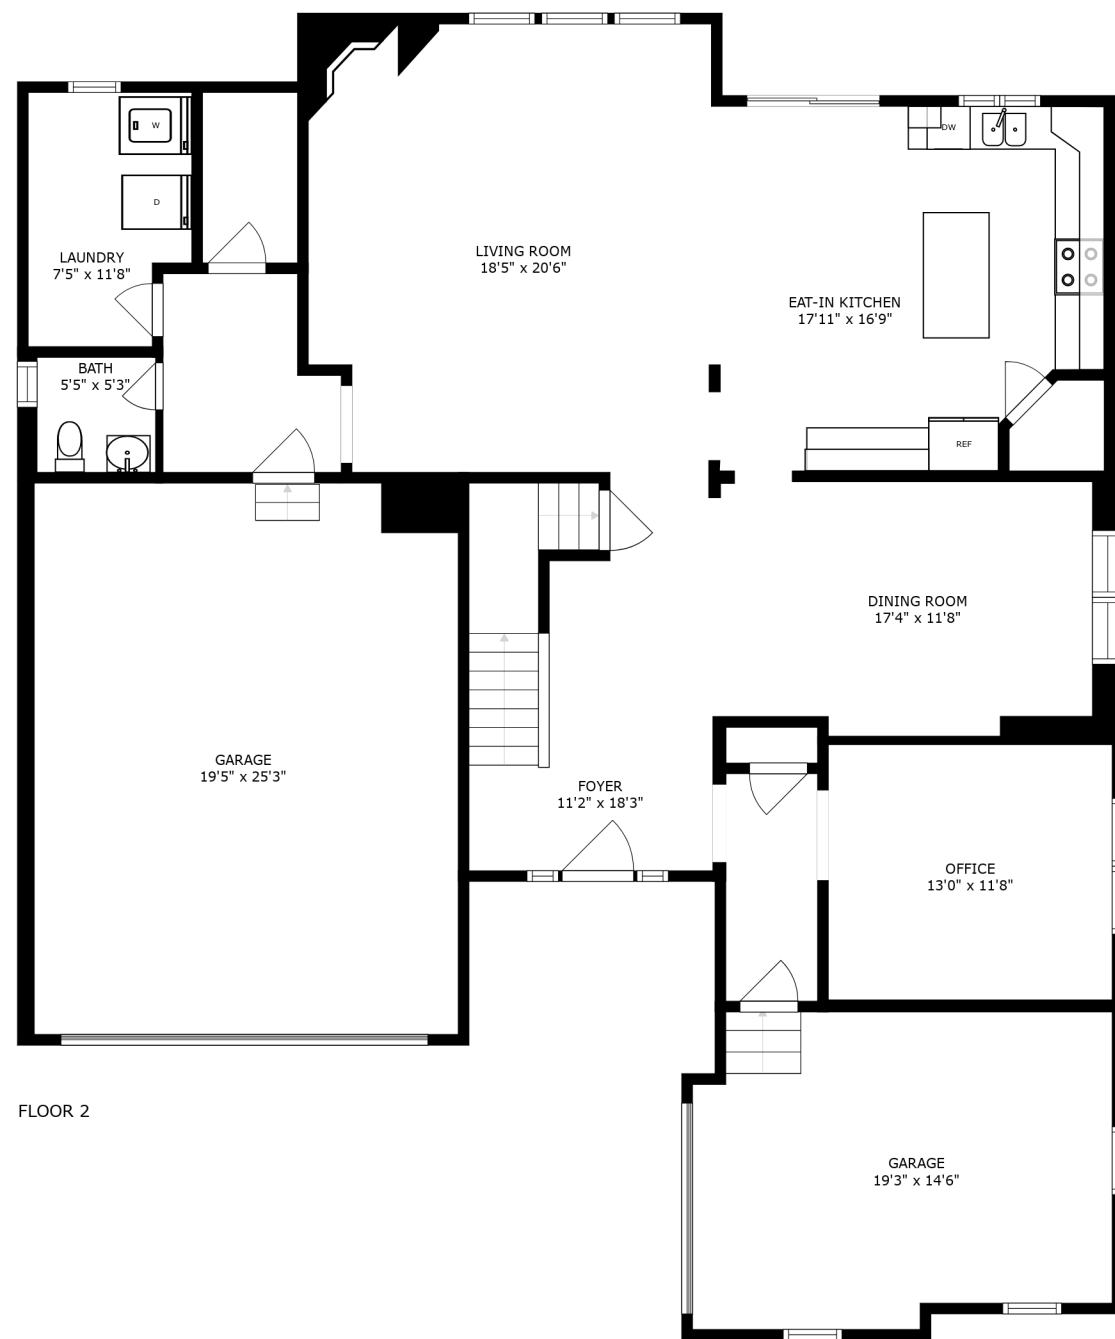 W
DW
D
LAUNDRY
7'5" x 11'8"
LIVING ROOM
18'5" x 20'6"
EAT-IN KITCHEN
17'11" x 16'9"
BATH
5'5" x 5'3"
REF
DINING ROOM
17'4" x 11'8"
GARAGE
19'5" x 25'3"
FOYER
11'2" x 18'3"
OFFICE
13'0" x 11'8"
FLOOR 2
GARAGE
19'3" x 14'6"